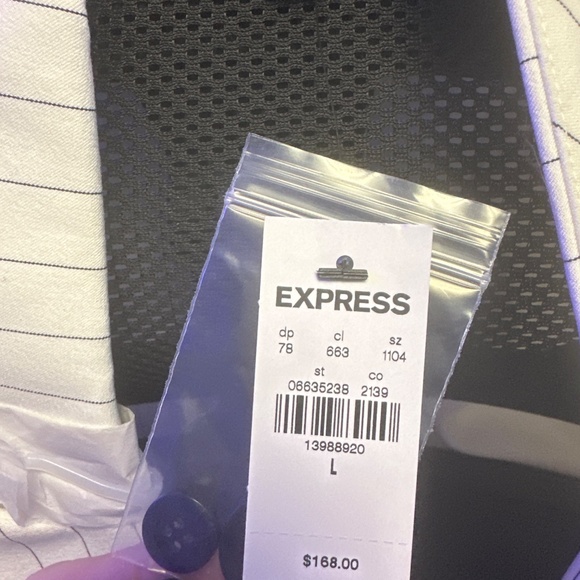 EXPRESS
dp cl sz
78 663 1104
st co
06635238 2139
13988920
L
$168.00